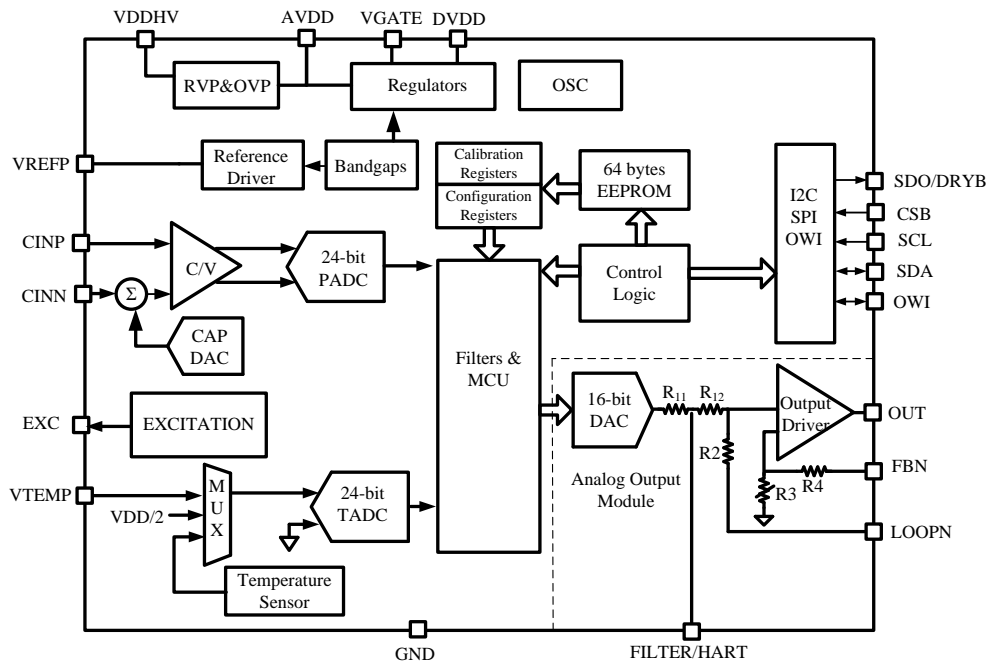 VDDHV
AVDD
VGATE
DVDD
RVP&OVP
Regulators
OSC
VREFP
Reference
Driver
Bandgaps
Calibration
Registers
Configuration
Registers
64 bytes
EEPROM
I2C
SPI
OWI
SDO/DRYB
CSB
SCL
SDA
OWI
CINP
CINN
Σ
C/V
24-bit
PADC
CAP
DAC
Control
Logic
Filters &
MCU
EXC
EXCITATION
VTEMP
VDD/2
M
U
X
24-bit
TADC
Temperature
Sensor
16-bit
DAC
R11
R12
R2
Output
Driver
R3
R4
OUT
FBN
LOOPN
Analog Output
Module
GND
FILTER/HART